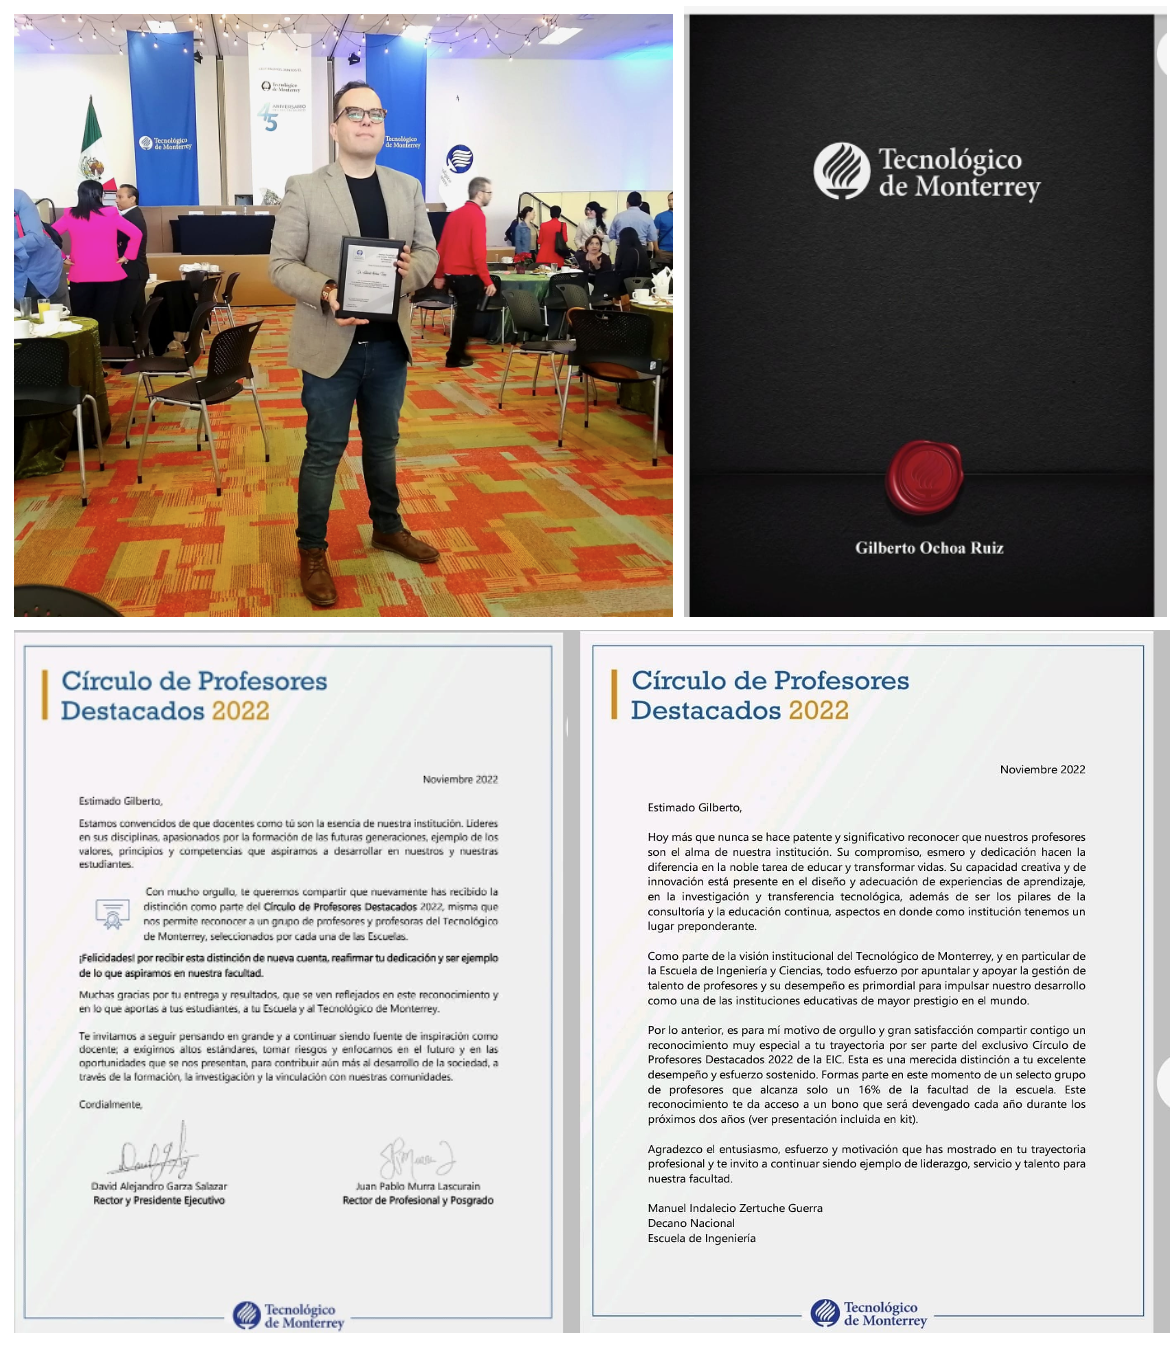 Tecnológico
de Monterrey
Tecnológico
de Monterrey
45
ANIVERSARIO
Tecnológico
de Monterrey
Tecnológico
de Monterrey
Gilberto Ochoa Ruiz
Círculo de Profesores
Destacados 2022
Noviembre 2022
Estimado Gilberto,
Estamos convencidos de que docentes como tú son la esencia de nuestra institución. Líderes
en sus disciplinas, apasionados por la formación de las futuras generaciones, ejemplo de los
valores, principios y competencias que aspiramos a desarrollar en nuestros y nuestras
estudiantes.
Con mucho orgullo, te queremos compartir que nuevamente has recibido la
distinción como parte del Círculo de Profesores Destacados 2022, misma que
nos permite reconocer a un grupo de profesores y profesoras del Tecnológico
de Monterrey, seleccionados por cada una de las Escuelas.
¡Felicidades! por recibir esta distinción de nueva cuenta, reafirmar tu dedicación y ser ejemplo
de lo que aspiramos en nuestra facultad.
Muchas gracias por tu entrega y resultados, que se ven reflejados en este reconocimiento y
en lo que aportas a tus estudiantes, a tu Escuela y al Tecnológico de Monterrey.
Te invitamos a seguir pensando en grande y a continuar siendo fuente de inspiración como
docente; a exigirnos altos estándares, tomar riesgos y enfocarnos en el futuro y en las
oportunidades que se nos presentan, para contribuir aún más al desarrollo de la sociedad, a
través de la formación, la investigación y la vinculación con nuestras comunidades.
Cordialmente,
David Alejandro Garza Salazar
Rector y Presidente Ejecutivo
Juan Pablo Murra Lascurain
Rector de Profesional y Posgrado
Tecnológico
de Monterrey
Círculo de Profesores
Destacados 2022
Noviembre 2022
Estimado Gilberto,
Hoy más que nunca se hace patente y significativo reconocer que nuestros profesores
son el alma de nuestra institución. Su compromiso, esmero y dedicación hacen la
diferencia en la noble tarea de educar y transformar vidas. Su capacidad creativa y de
innovación está presente en el diseño y adecuación de experiencias de aprendizaje,
en la investigación y transferencia tecnológica, además de ser los pilares de la
consultoría y la educación continua, aspectos en donde como institución tenemos un
lugar preponderante.
Como parte de la visión institucional del Tecnológico de Monterrey, y en particular de
la Escuela de Ingeniería y Ciencias, todo esfuerzo por apuntalar y apoyar la gestión de
talento de profesores y su desempeño es primordial para impulsar nuestro desarrollo
como una de las instituciones educativas de mayor prestigio en el mundo.
Por lo anterior, es para mí motivo de orgullo y gran satisfacción compartir contigo un
reconocimiento muy especial a tu trayectoria por ser parte del exclusivo Círculo de
Profesores Destacados 2022 de la EIC. Esta es una merecida distinción a tu excelente
desempeño y esfuerzo sostenido. Formas parte en este momento de un selecto grupo
de profesores que alcanza solo un 16% de la facultad de la escuela. Este
reconocimiento te da acceso a un bono que será devengado cada año durante los
próximos dos años (ver presentación incluida en kit).
Agradezco el entusiasmo, esfuerzo y motivación que has mostrado en tu trayectoria
profesional y te invito a continuar siendo ejemplo de liderazgo, servicio y talento para
nuestra facultad.
Manuel Indalecio Zertuche Guerra
Decano Nacional
Escuela de Ingeniería
Tecnológico
de Monterrey